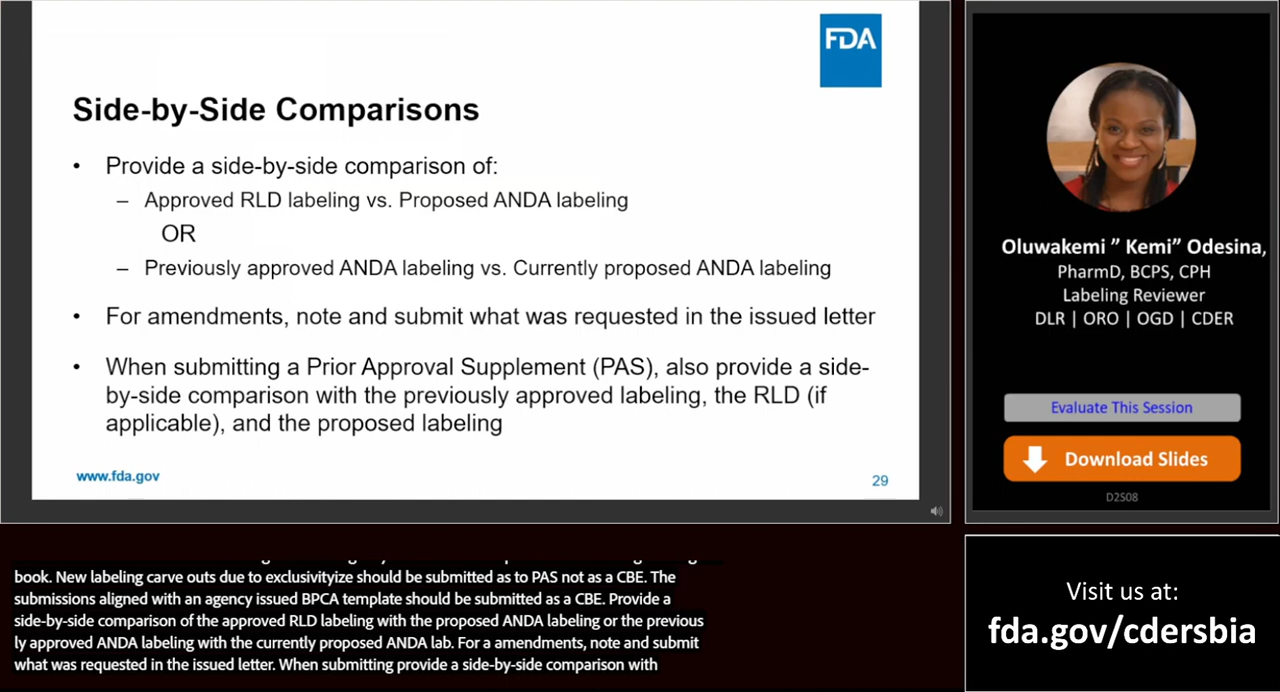 FDA
Side-by-Side Comparisons
• Provide a side-by-side comparison of:
– Approved RLD labeling vs. Proposed ANDA labeling
OR
– Previously approved ANDA labeling vs. Currently proposed ANDA labeling
• For amendments, note and submit what was requested in the issued letter
• When submitting a Prior Approval Supplement (PAS), also provide a side-
by-side comparison with the previously approved labeling, the RLD (if
applicable), and the proposed labeling
www.fda.gov
29
Oluwakemi ” Kemi” Odesina,
PharmD, BCPS, CPH
Labeling Reviewer
DLR | ORO | OGD | CDER
Evaluate This Session
Download Slides
D2S08
book. New labeling carve outs due to exclusivityize should be submitted as to PAS not as a CBE. The
submissions aligned with an agency issued BPCA template should be submitted as a CBE. Provide a
side-by-side comparison of the approved RLD labeling with the proposed ANDA labeling or the previous
ly approved ANDA labeling with the currently proposed ANDA lab. For a amendments, note and submit
what was requested in the issued letter. When submitting provide a side-by-side comparison with
Visit us at:
fda.gov/cdersbia